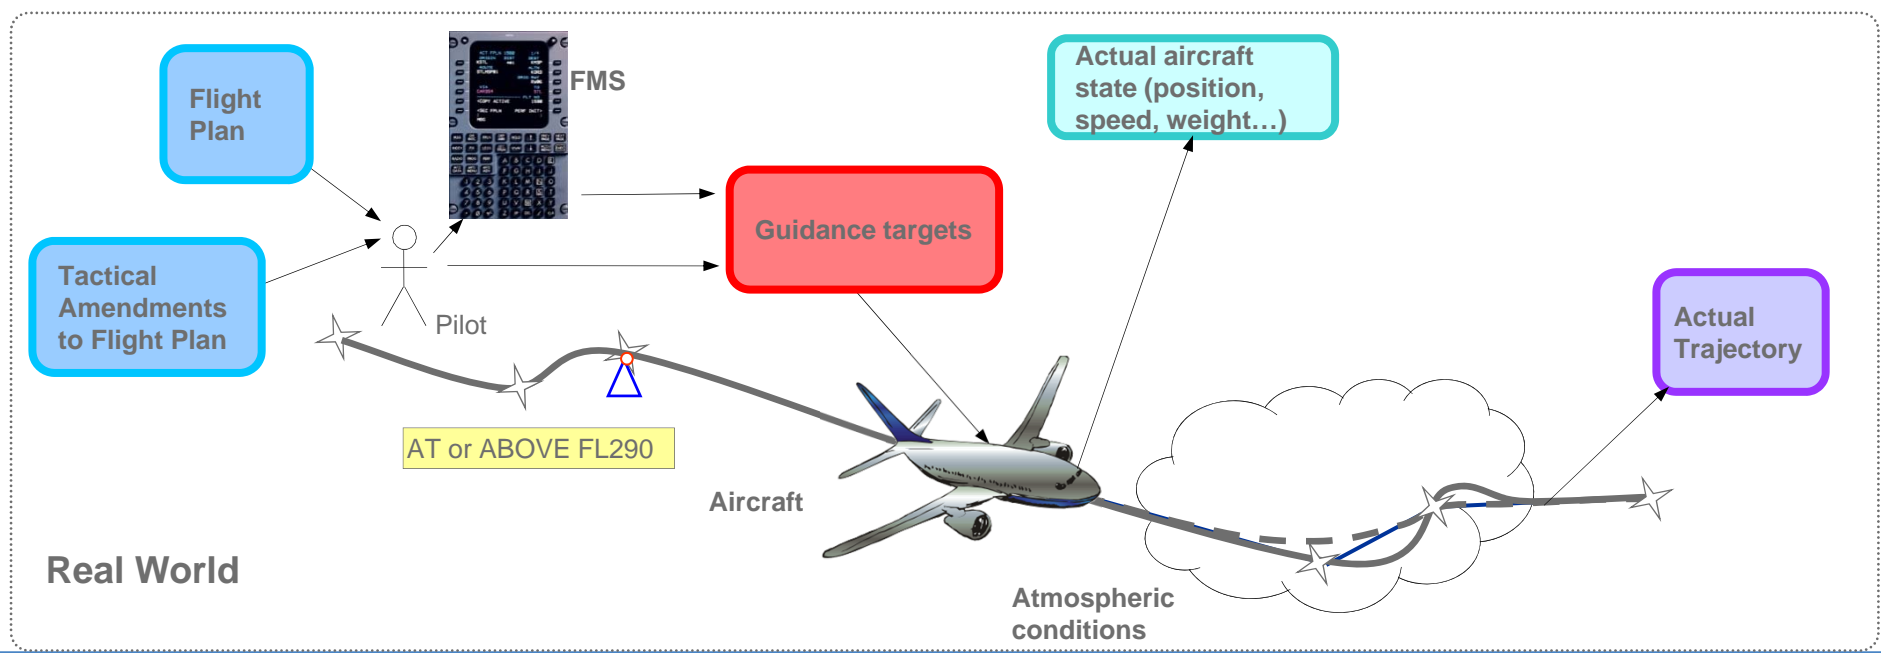 Flight
Plan
FMS
Actual aircraft
state (position,
speed, weight…)
Guidance targets
Tactical
Amendments
to Flight Plan
Pilot
Actual
Trajectory
AT or ABOVE FL290
Aircraft
Real World
Atmospheric
conditions